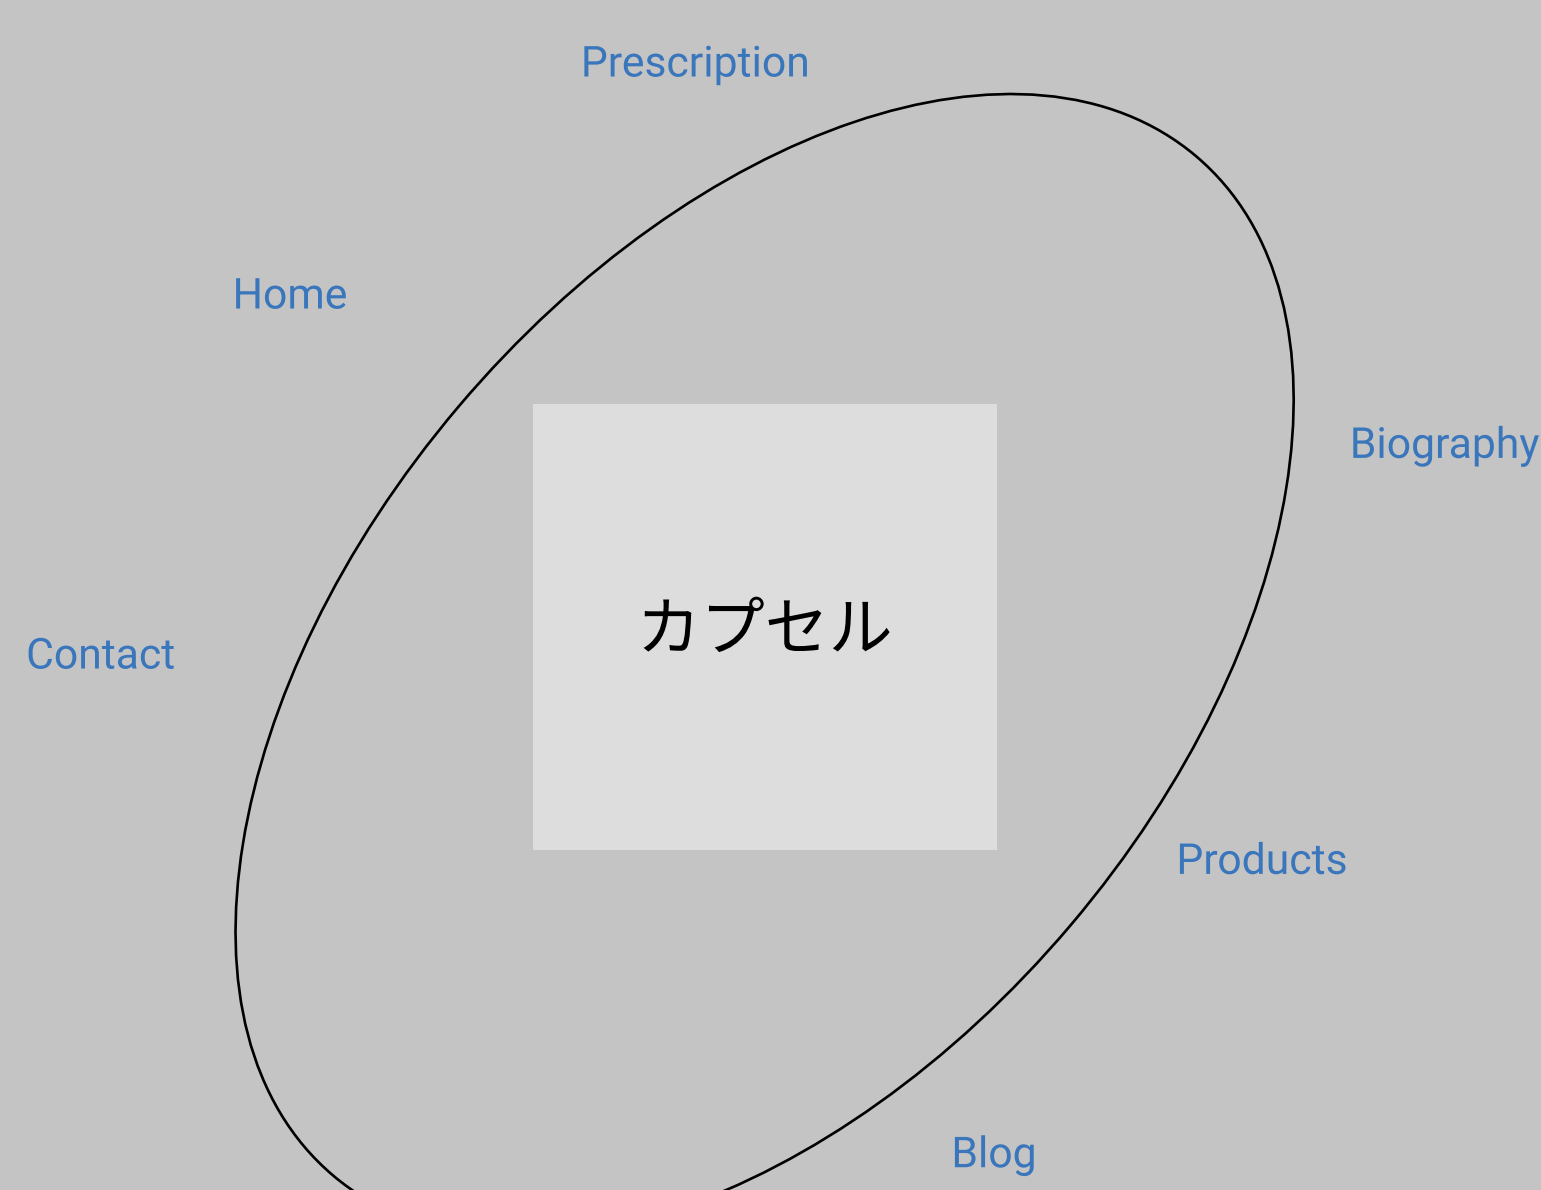 Prescription
Home
Biography
カプセル
Contact
Products
Blog